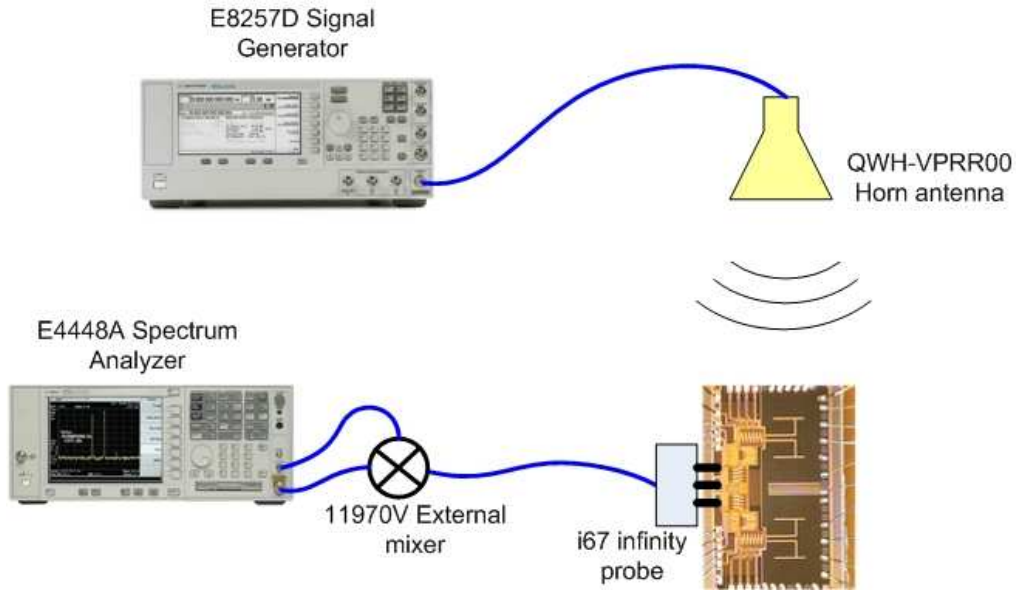 E8257D Signal
Generator
QWH-VPRR00
Horn antenna
E4448A Spectrum
Analyzer
11970V External
mixer
i67 infinity
probe